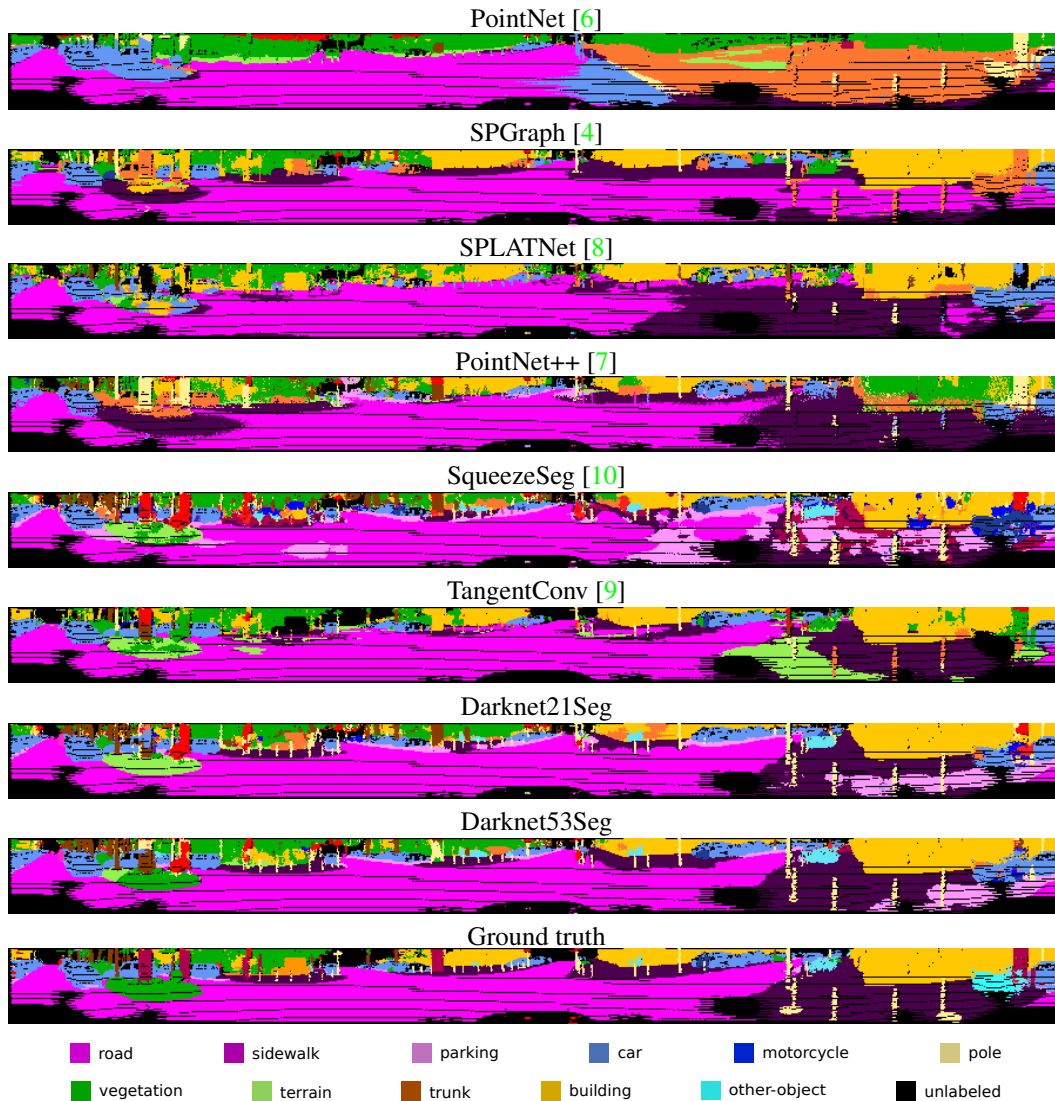 PointNet [6]
SPGraph [4]
SPLATNet [8]
PointNet++ [7]
SqueezeSeg [10]
TangentConv [9]
Darknet21Seg
Darknet53Seg
Ground truth
road sidewalk parking car motorcycle pole
vegetation terrain trunk building other-object unlabeled